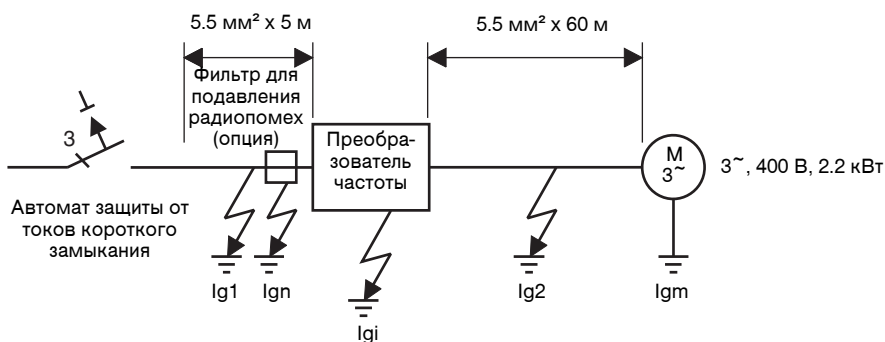 5.5 мм² x 5 м
5.5 мм² x 60 м
Фильтр для
подавления
радиопомех
(опция)
3
Преобра-
зователь
частоты
M
3~
3~, 400 В, 2.2 кВт
Автомат защиты от
токов короткого
замыкания
Ig1
Ign
Igi
Ig2
Igm